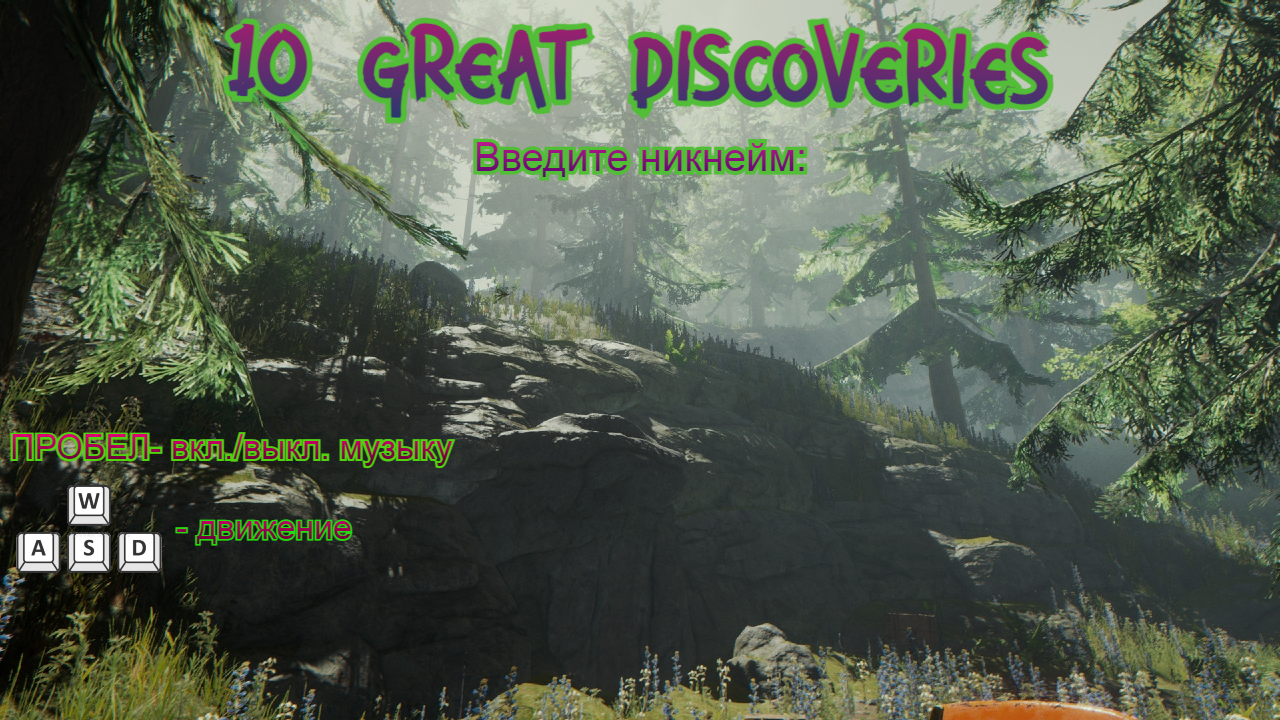 10 GREAT DISCOVERIES
Введите никнейм:
ПРОБЕЛ- вкл./выкл. музыку
W
A S D
- движение